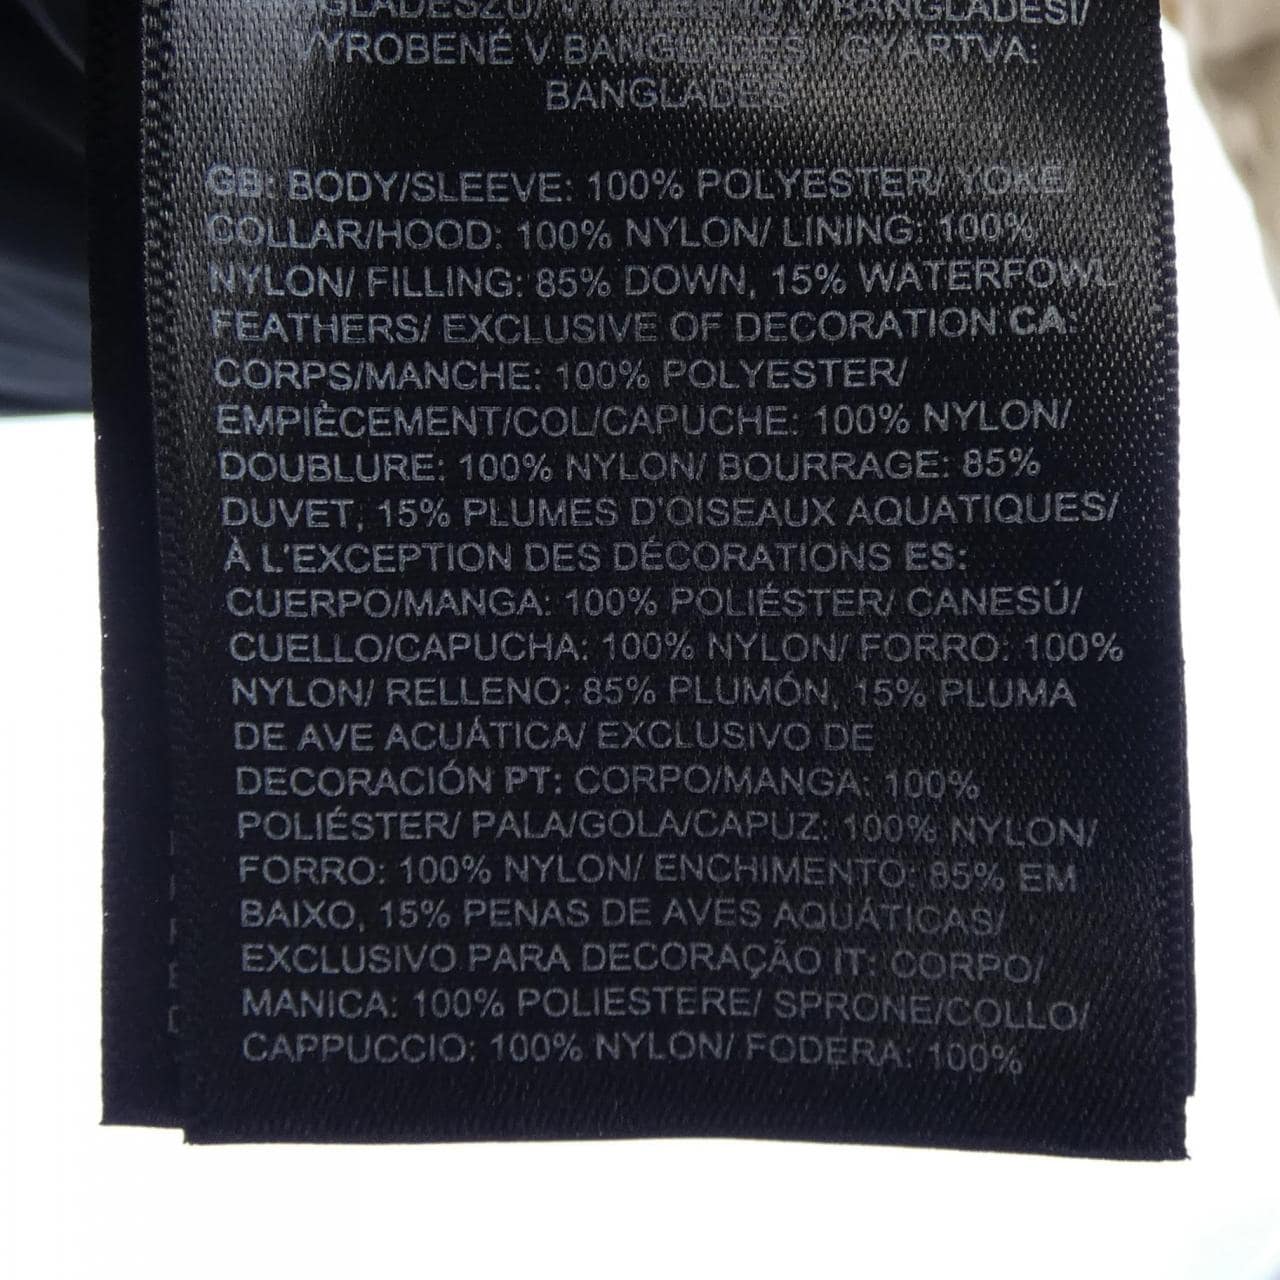 BANGLADESZU/ VYROBENO V BANGLADÉSI/
VYROBENÉ V BANGLADÉŠI/ GYÁRTVA:
BANGLADES
GB: BODY/SLEEVE: 100% POLYESTER/ YOKE/
COLLAR/HOOD: 100% NYLON/ LINING: 100%
NYLON/ FILLING: 85% DOWN, 15% WATERFOWL
FEATHERS/ EXCLUSIVE OF DECORATION CA:
CORPS/MANCHE: 100% POLYESTER/
EMPIÈCEMENT/COL/CAPUCHE: 100% NYLON/
DOUBLURE: 100% NYLON/ BOURRAGE: 85%
DUVET, 15% PLUMES D'OISEAUX AQUATIQUES/
À L'EXCEPTION DES DÉCORATIONS ES:
CUERPO/MANGA: 100% POLIÉSTER/ CANESÚ/
CUELLO/CAPUCHA: 100% NYLON/ FORRO: 100%
NYLON/ RELLENO: 85% PLUMÓN, 15% PLUMA
DE AVE ACUÁTICA/ EXCLUSIVO DE
DECORACIÓN PT: CORPO/MANGA: 100%
POLIÉSTER/ PALA/GOLA/CAPUZ: 100% NYLON/
FORRO: 100% NYLON/ ENCHIMENTO: 85% EM
BAIXO, 15% PENAS DE AVES AQUÁTICAS/
EXCLUSIVO PARA DECORAÇÃO IT: CORPO/
MANICA: 100% POLIESTERE/ SPRONE/COLLO/
CAPPUCCIO: 100% NYLON/ FODERA: 100%